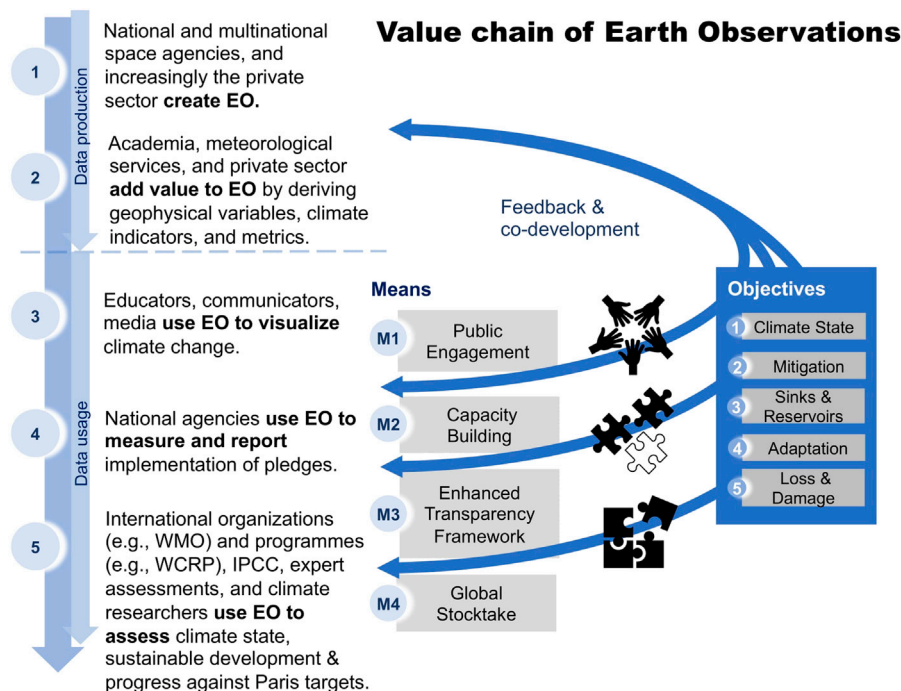 Value chain of Earth Observations
Data production
1
National and multinational
space agencies, and
increasingly the private
sector create EO.
2
Academia, meteorological
services, and private sector
add value to EO by deriving
geophysical variables, climate
indicators, and metrics.
Data usage
3
Educators, communicators,
media use EO to visualize
climate change.
4
National agencies use EO to
measure and report
implementation of pledges.
5
International organizations
(e.g., WMO) and programmes
(e.g., WCRP), IPCC, expert
assessments, and climate
researchers use EO to
assess climate state,
sustainable development &
progress against Paris targets.
Feedback &
co-development
Means
M1
Public
Engagement
M2
Capacity
Building
M3
Enhanced
Transparency
Framework
M4
Global
Stocktake
Objectives
1 Climate State
2 Mitigation
3 Sinks &
Reservoirs
4 Adaptation
5 Loss &
Damage